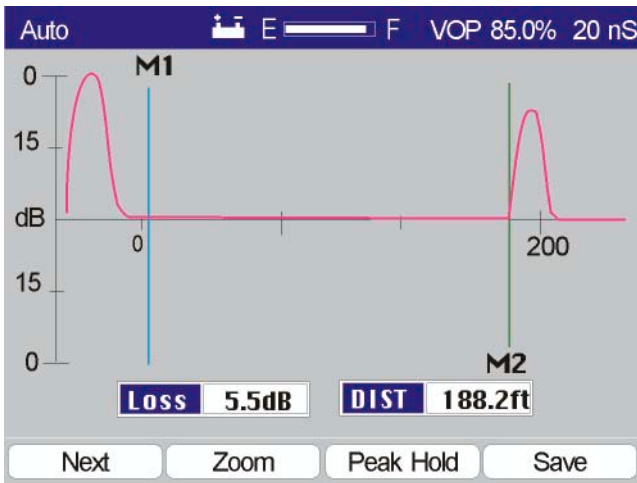 Auto E F VOP 85.0% 20 nS
M1
0
15
dB
0 200
15
0
M2
Loss 5.5dB DIST 188.2ft
Next Zoom Peak Hold Save